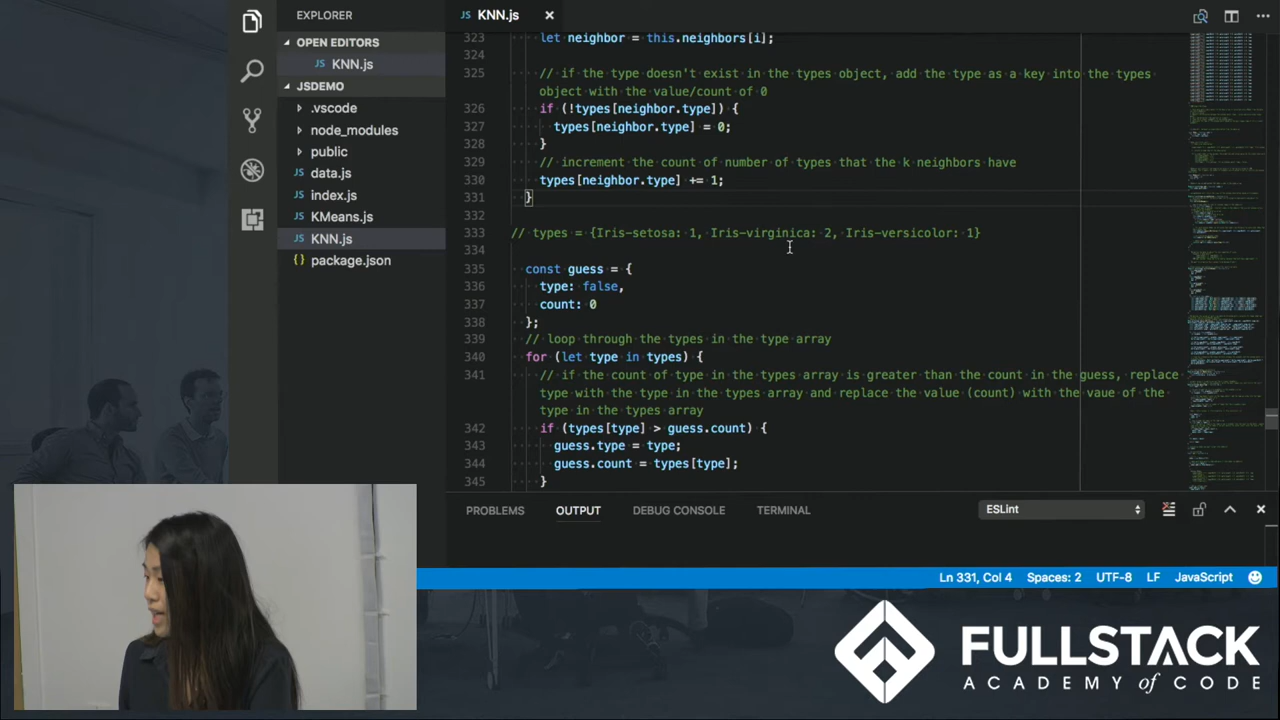 EXPLORER
OPEN EDITORS
JS KNN.js
JSDEMO
.vscode
node_modules
public
JS data.js
JS index.js
JS KMeans.js
JS KNN.js
{} package.json
JS KNN.js
323 let neighbor = this.neighbors[i];
324
325 // if the type doesn't exist in the types object, add the type as a key into the types
object with the value/count of 0
326 if (!types[neighbor.type]) {
327 types[neighbor.type] = 0;
328 }
329 // increment the count of number of types that the k neighbors have
330 types[neighbor.type] += 1;
331 }
332
333 // types = {Iris-setosa: 1, Iris-virginica: 2, Iris-versicolor: 1}
334
335 const guess = {
336 type: false,
337 count: 0
338 };
339 // loop through the types in the type array
340 for (let type in types) {
341 // if the count of type in the types array is greater than the count in the guess, replace
type with the type in the types array and replace the value (count) with the vaue of the
type in the types array
342 if (types[type] > guess.count) {
343 guess.type = type;
344 guess.count = types[type];
345 }
PROBLEMS OUTPUT DEBUG CONSOLE TERMINAL ESLint
Ln 331, Col 4 Spaces: 2 UTF-8 LF JavaScript
FULLSTACK
ACADEMY of CODE